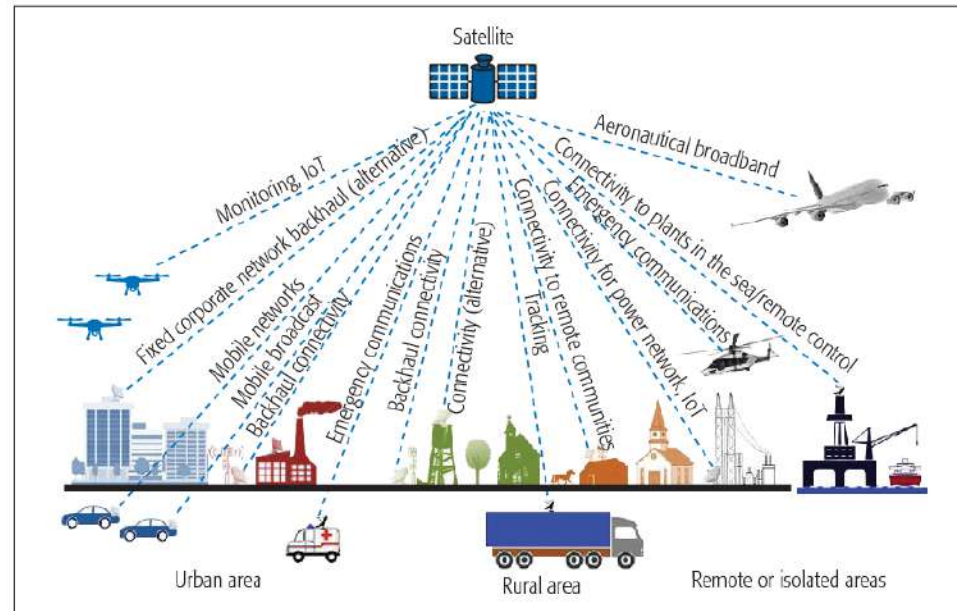 Satellite
Aeronautical broadband
Monitoring, IoT
Fixed corporate network backhaul (alternative)
Mobile networks
Mobile broadcast
Backhaul connectivity
Emergency communications
Backhaul connectivity
Connectivity (alternative)
Tracking
Connectivity to remote communities
Connectivity for power network, IoT
Emergency communications
Connectivity to plants in the sea/remote control
Urban area
Rural area
Remote or isolated areas